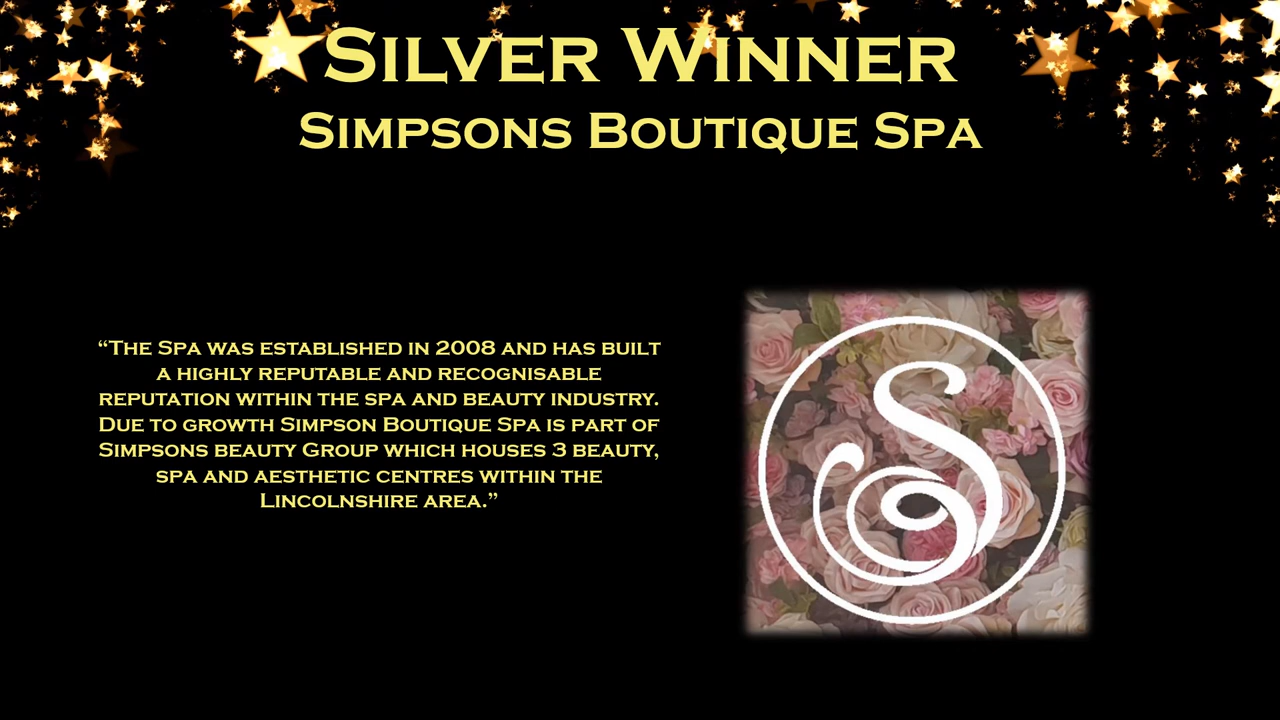 Silver Winner
Simpsons Boutique Spa
“The Spa was established in 2008 and has built
a highly reputable and recognisable
reputation within the spa and beauty industry.
Due to growth Simpson Boutique Spa is part of
Simpsons beauty Group which houses 3 beauty,
spa and aesthetic centres within the
Lincolnshire area.”
S